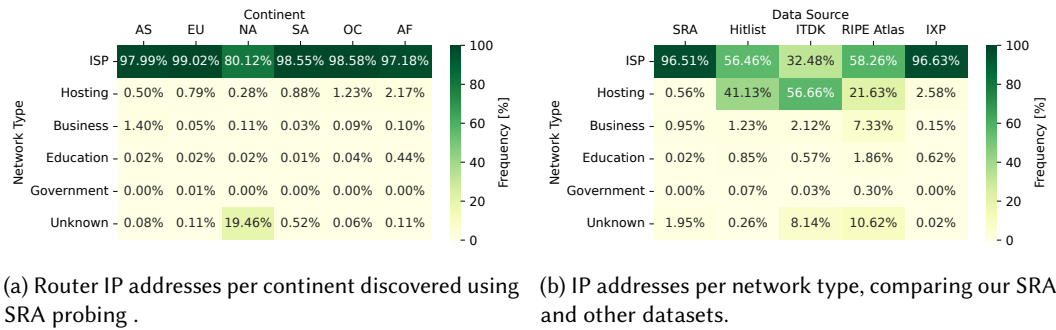 Continent
AS EU NA SA OC AF
ISP 97.99% 99.02% 80.12% 98.55% 98.58% 97.18%
Hosting 0.50% 0.79% 0.28% 0.88% 1.23% 2.17%
Business 1.40% 0.05% 0.11% 0.03% 0.09% 0.10%
Education 0.02% 0.02% 0.02% 0.01% 0.04% 0.44%
Government 0.00% 0.01% 0.00% 0.00% 0.00% 0.00%
Unknown 0.08% 0.11% 19.46% 0.52% 0.06% 0.11%
Network Type
100
80
60
40
20
0
Frequency [%]
(a) Router IP addresses per continent discovered using
SRA probing .
Data Source
SRA Hitlist ITDK RIPE Atlas IXP
ISP 96.51% 56.46% 32.48% 58.26% 96.63%
Hosting 0.56% 41.13% 56.66% 21.63% 2.58%
Business 0.95% 1.23% 2.12% 7.33% 0.15%
Education 0.02% 0.85% 0.57% 1.86% 0.62%
Government 0.00% 0.07% 0.03% 0.30% 0.00%
Unknown 1.95% 0.26% 8.14% 10.62% 0.02%
Network Type
100
80
60
40
20
0
Frequency [%]
(b) IP addresses per network type, comparing our SRA
and other datasets.